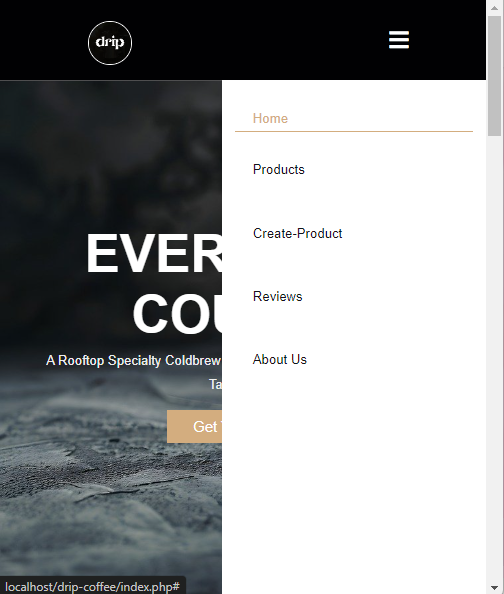 drip
Home
Products
EVER
Create-Product
COU
Reviews
A Rooftop Specialty Coldbrew
About Us
Ta
Get
localhost/drip-coffee/index.php#